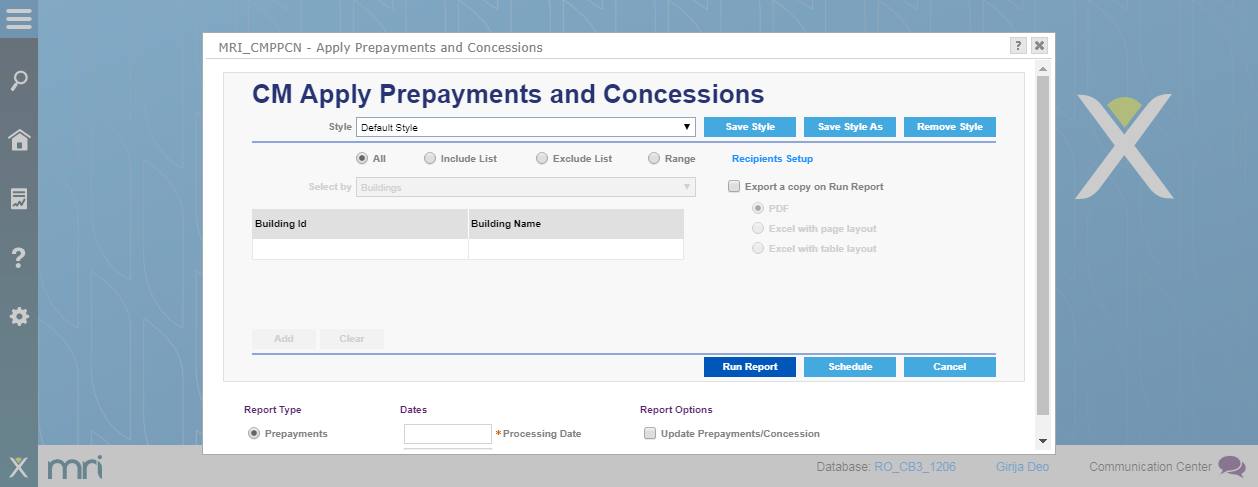 MRI_CMPPCN - Apply Prepayments and Concessions
?
CM Apply Prepayments and Concessions
Style Default Style Save Style Save Style As Remove Style
All Include List Exclude List Range Recipients Setup
Select by Buildings Export a copy on Run Report
PDF
Building Id Building Name Excel with page layout
Excel with table layout
Add Clear
Run Report Schedule Cancel
Report Type Dates Report Options
Prepayments *Processing Date Update Prepayments/Concession
mri Database: RO_CB3_1206 Girija Deo Communication Center